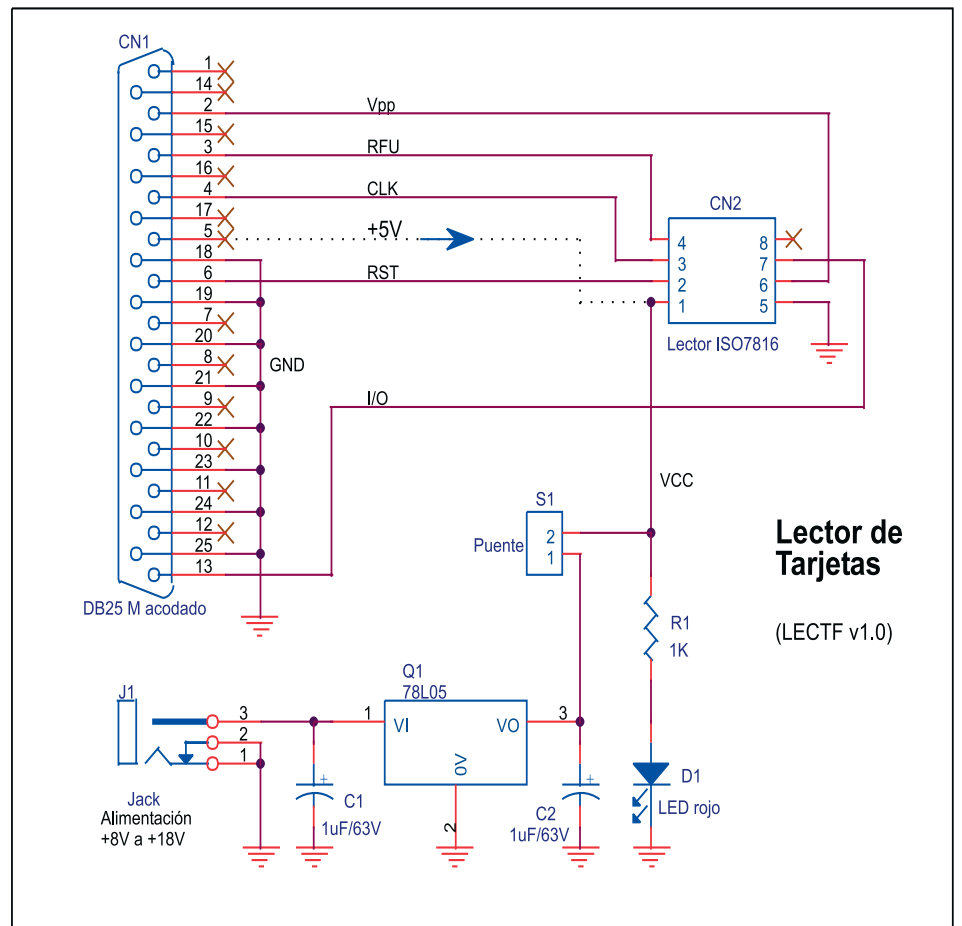 CN1
1
14
2
15
3
16
4
17
5
18
6
19
7
20
8
21
9
22
10
23
11
24
12
25
13
DB25 M acodado
Vpp
RFU
CLK
+5V
RST
GND
I/O
CN2
4 8
3 7
2 6
1 5
Lector ISO7816
VCC
S1
Puente
2
1
Lector de
Tarjetas
(LECTF v1.0)
R1
1K
Q1
78L05
1 VI VO 3
0V
2
J1
3
2
1
Jack
Alimentación
+8V a +18V
+
C1
1uF/63V
+
C2
1uF/63V
D1
LED rojo